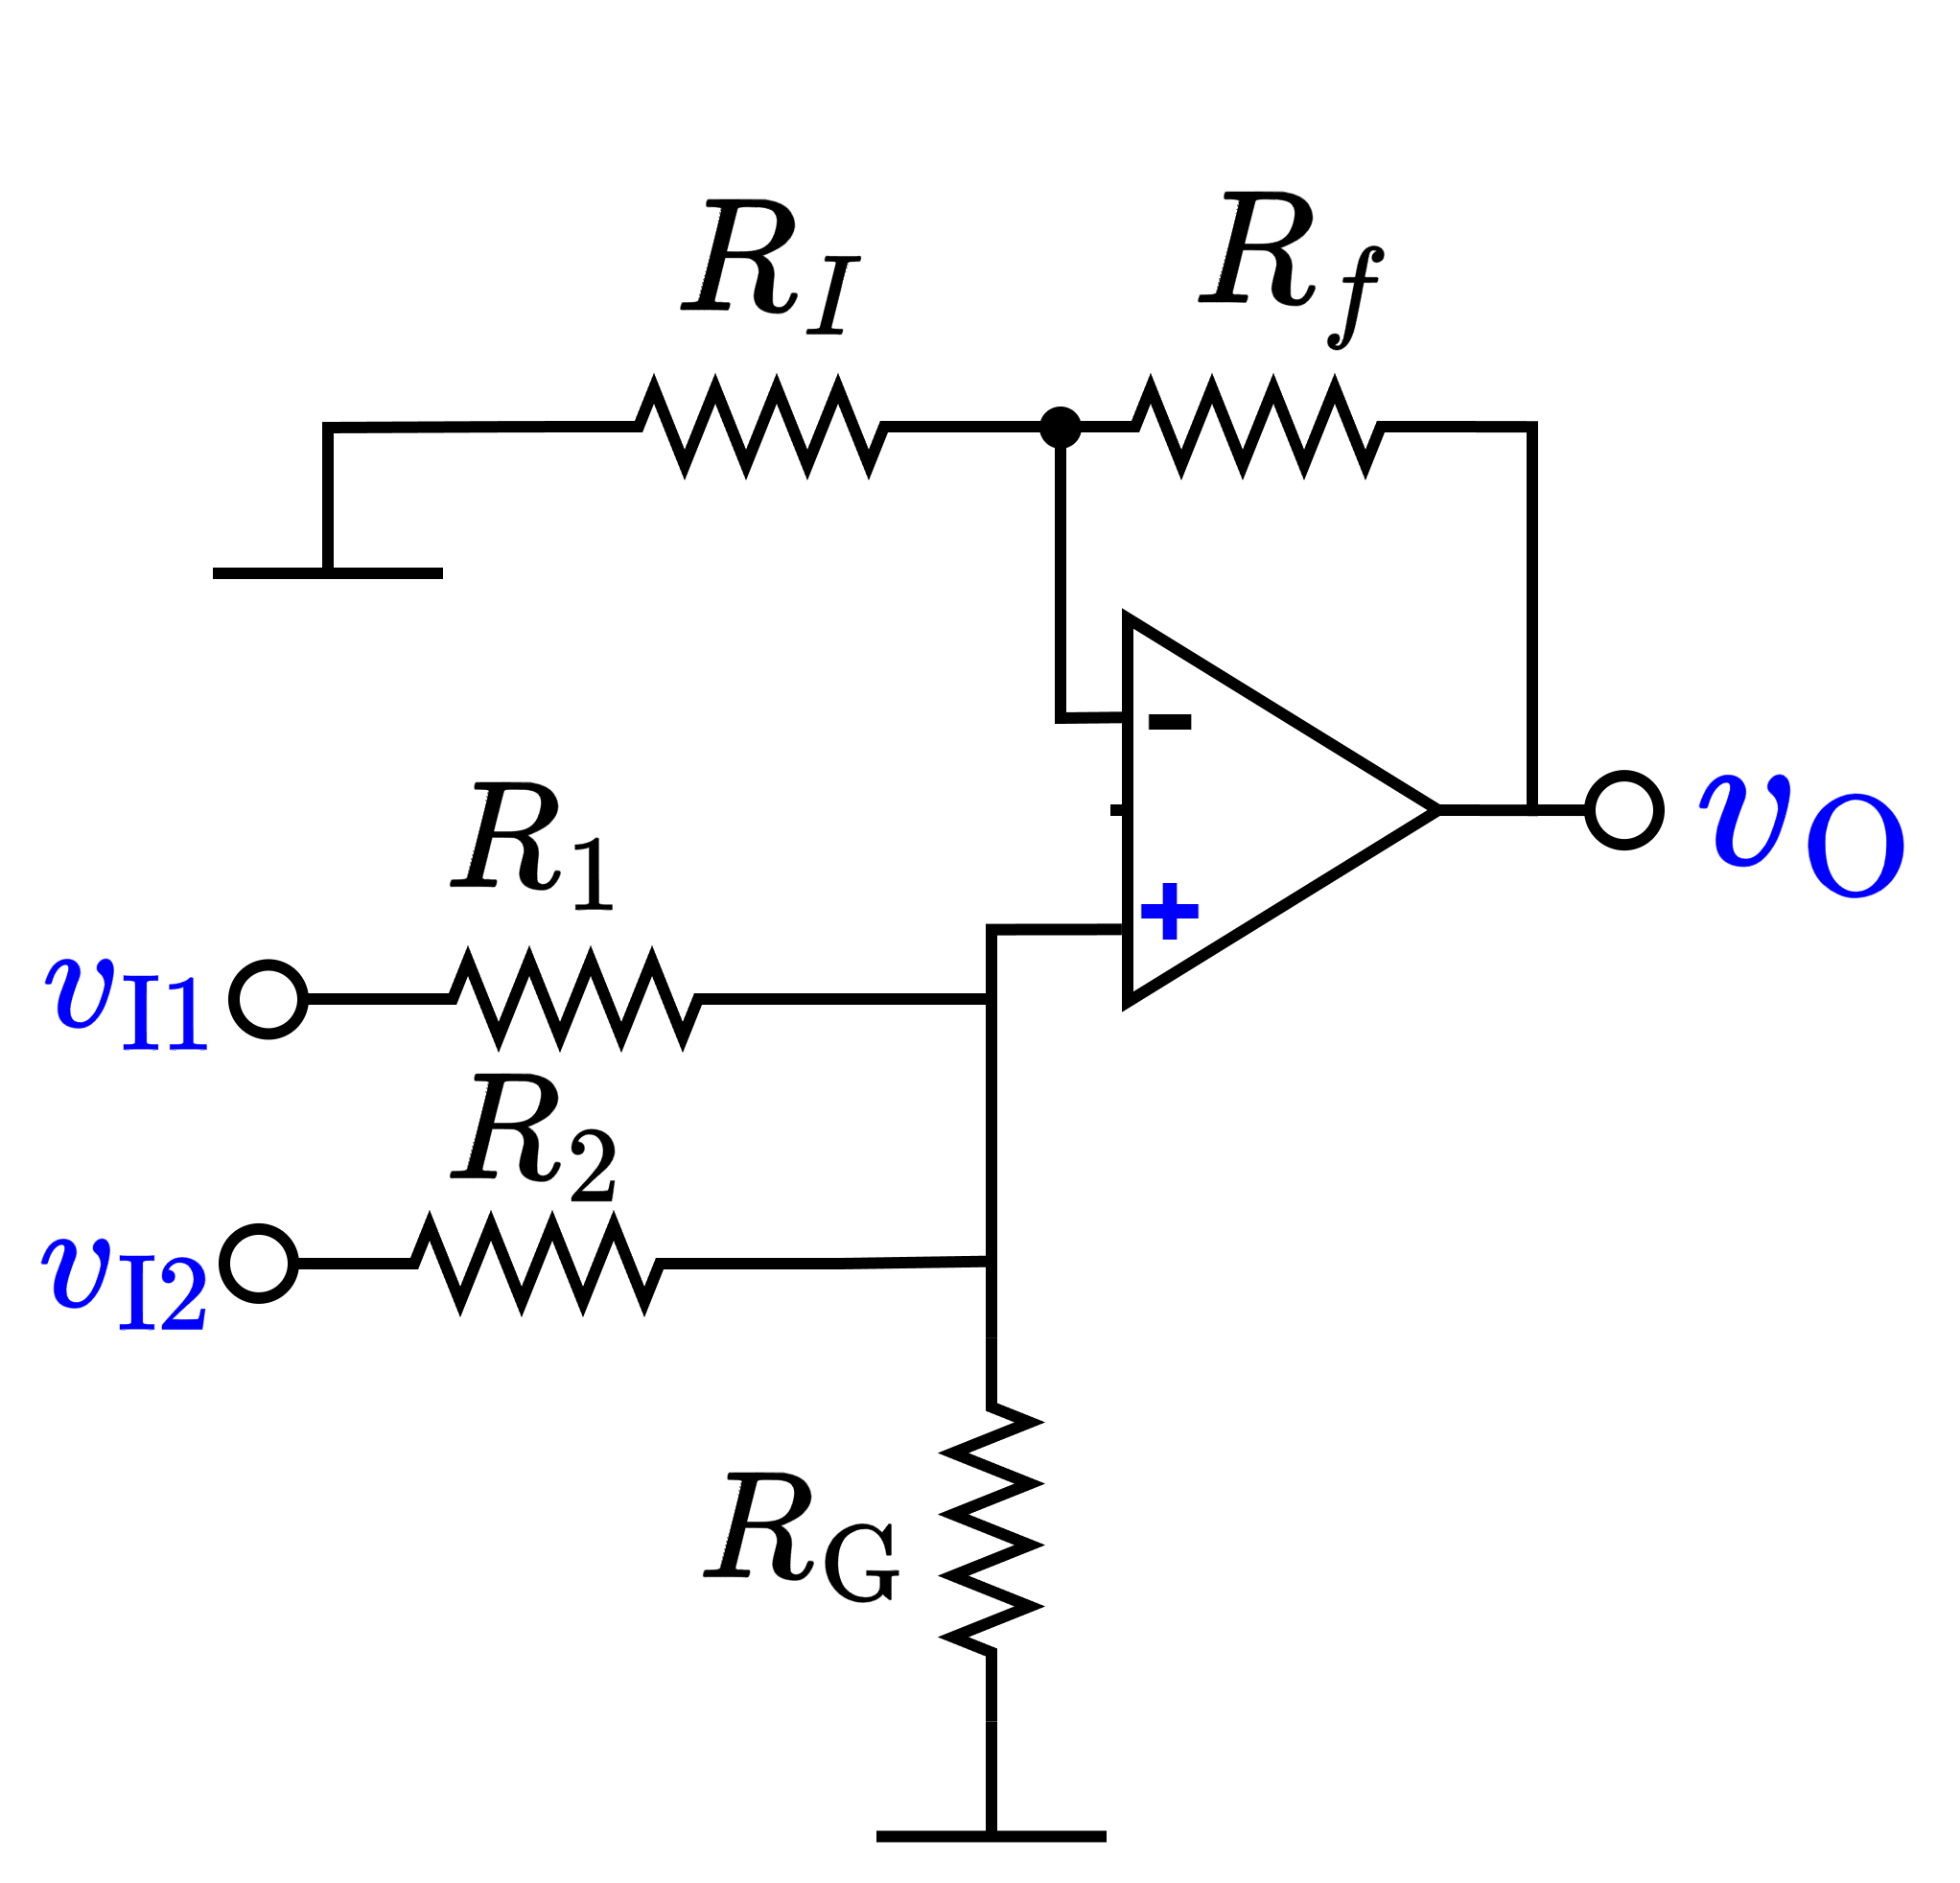 R_I
R_f
-
v_O
R_1
+
v_I1
R_2
v_I2
R_G